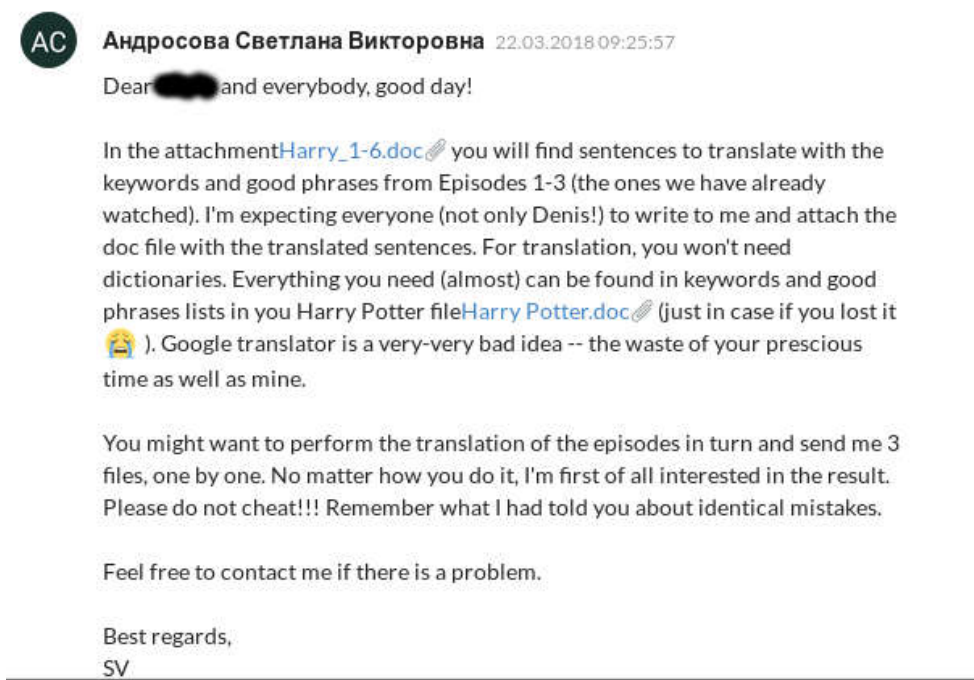 AC
Андросова Светлана Викторовна 22.03.2018 09:25:57
Dear and everybody, good day!
In the attachmentHarry_1-6.doc you will find sentences to translate with the
keywords and good phrases from Episodes 1-3 (the ones we have already
watched). I'm expecting everyone (not only Denis!) to write to me and attach the
doc file with the translated sentences. For translation, you won't need
dictionaries. Everything you need (almost) can be found in keywords and good
phrases lists in you Harry Potter fileHarry Potter.doc (just in case if you lost it
😭 ). Google translator is a very-very bad idea -- the waste of your prescious
time as well as mine.
You might want to perform the translation of the episodes in turn and send me 3
files, one by one. No matter how you do it, I'm first of all interested in the result.
Please do not cheat!!! Remember what I had told you about identical mistakes.
Feel free to contact me if there is a problem.
Best regards,
SV